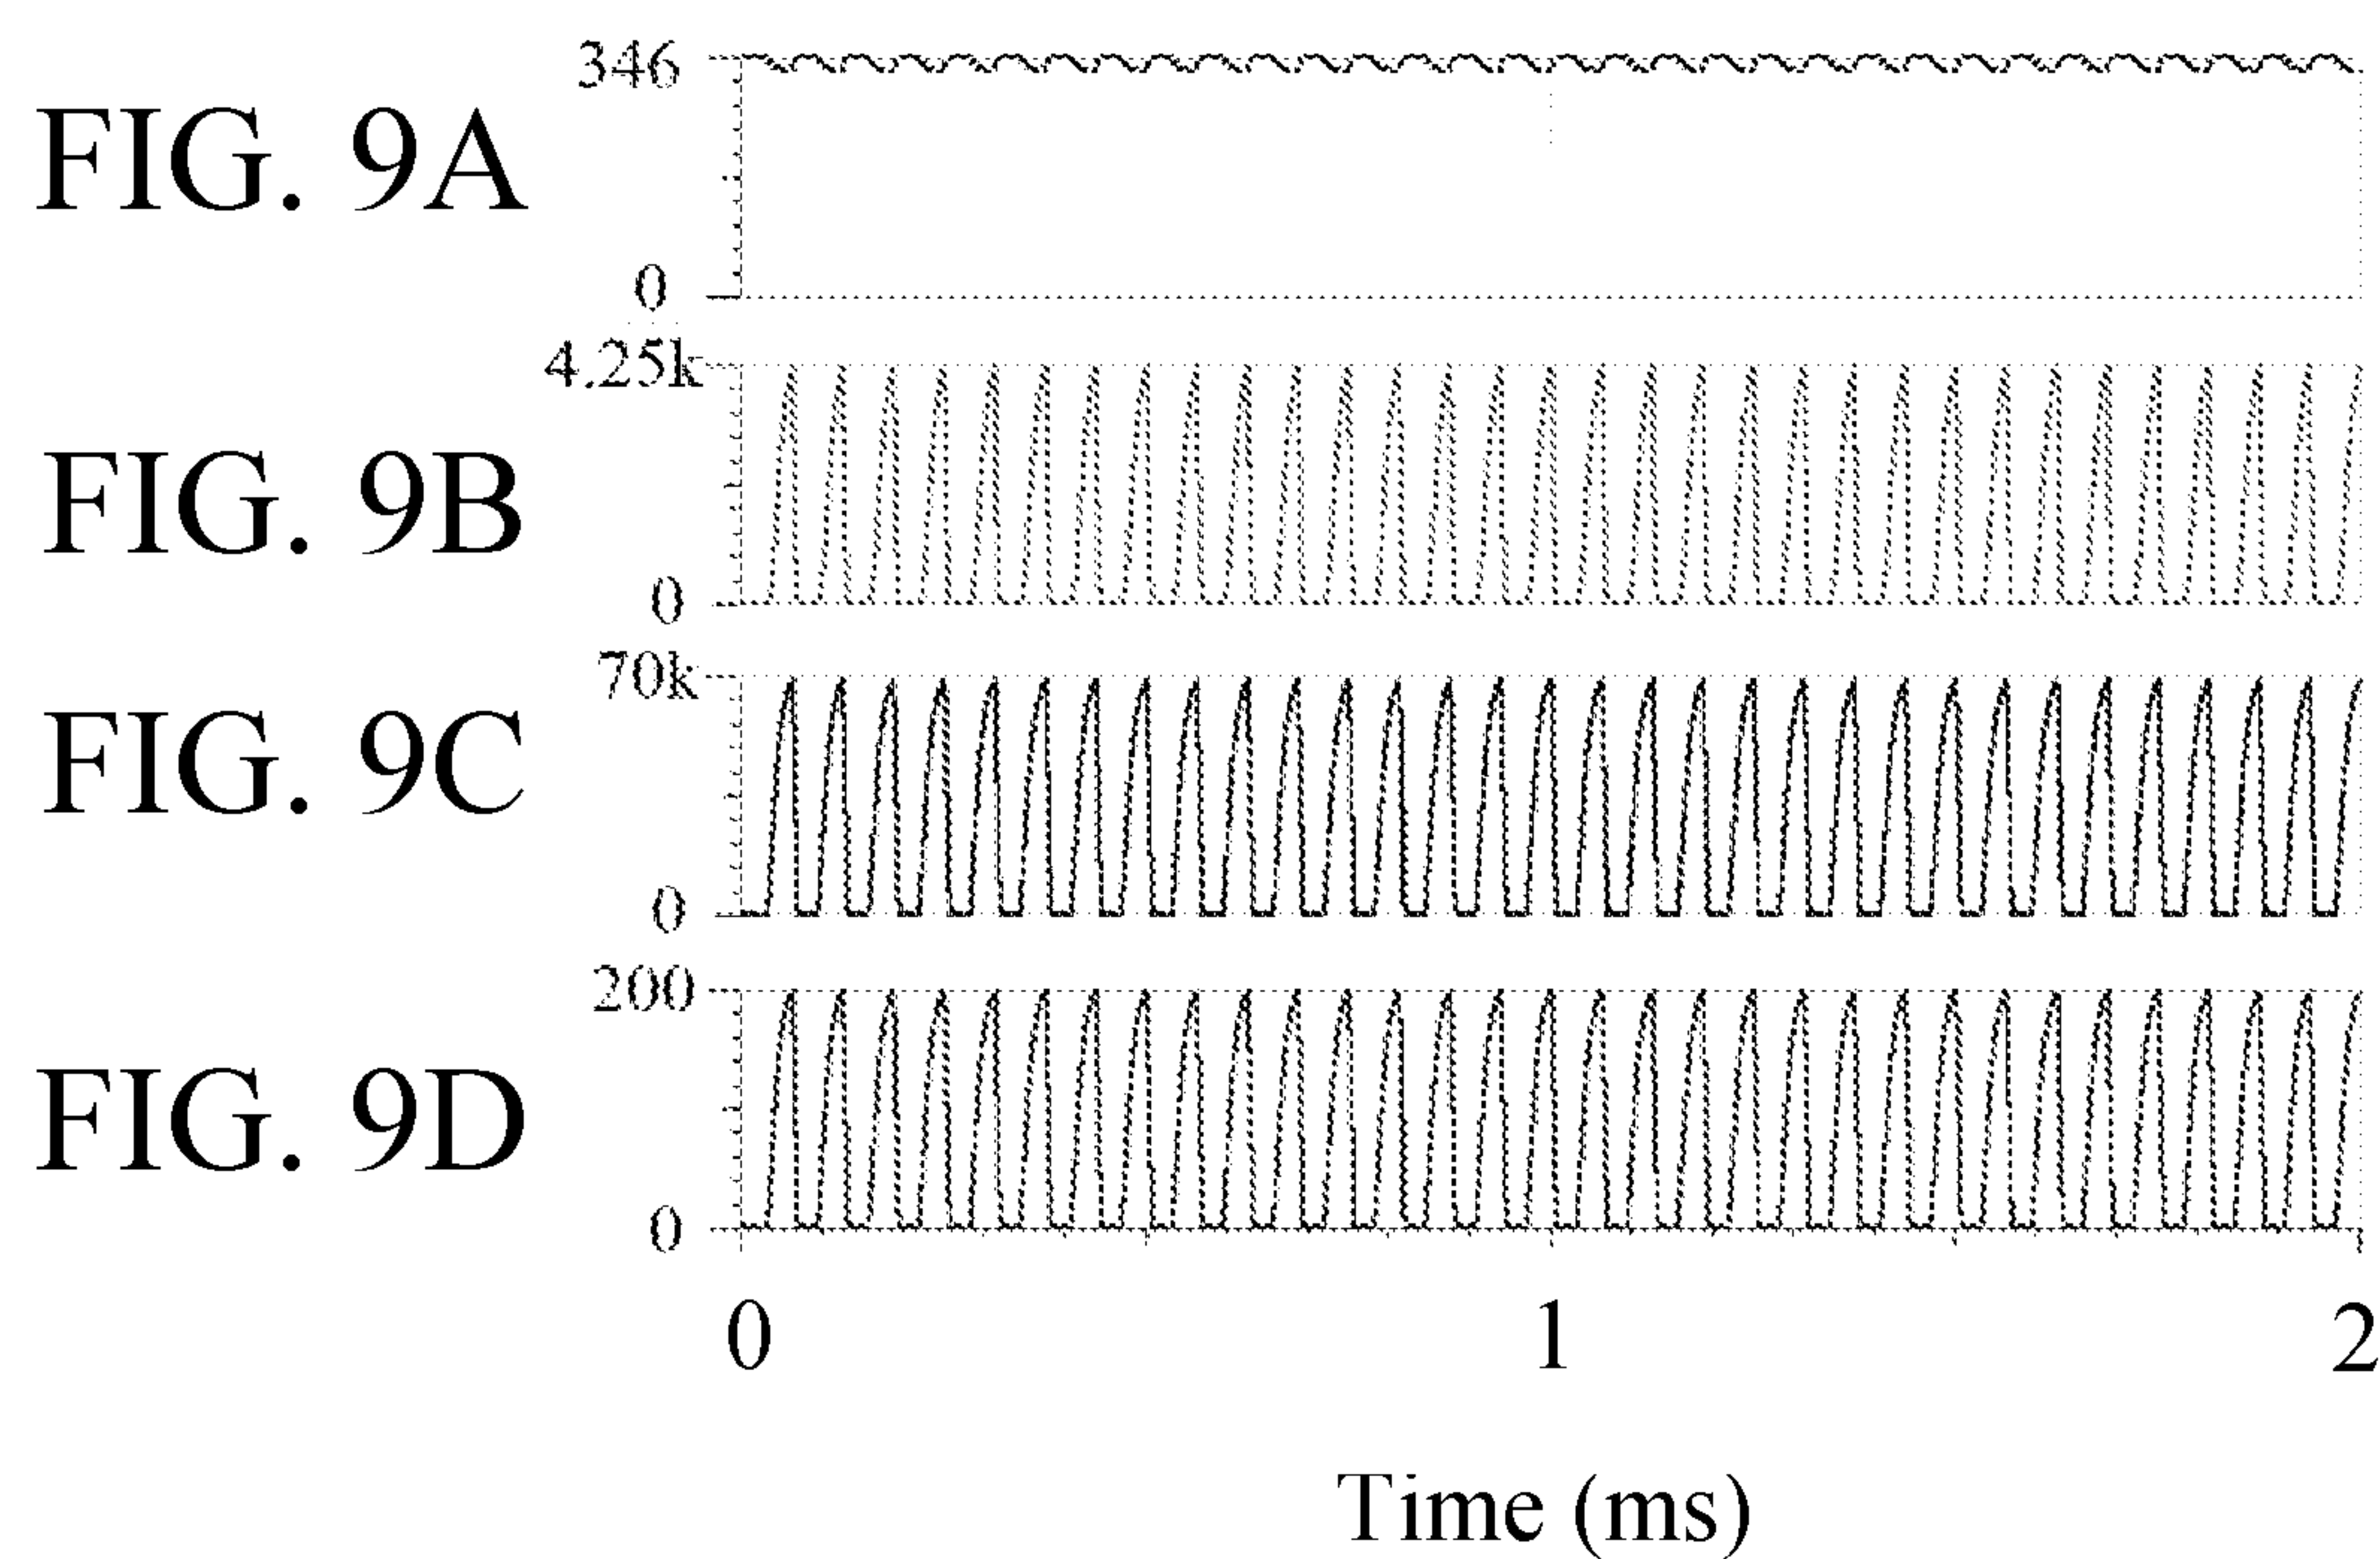 346
FIG. 9A
0
4.25k
FIG. 9B
0
70k
FIG. 9C
0
200
FIG. 9D
0
0 1 2
Time (ms)